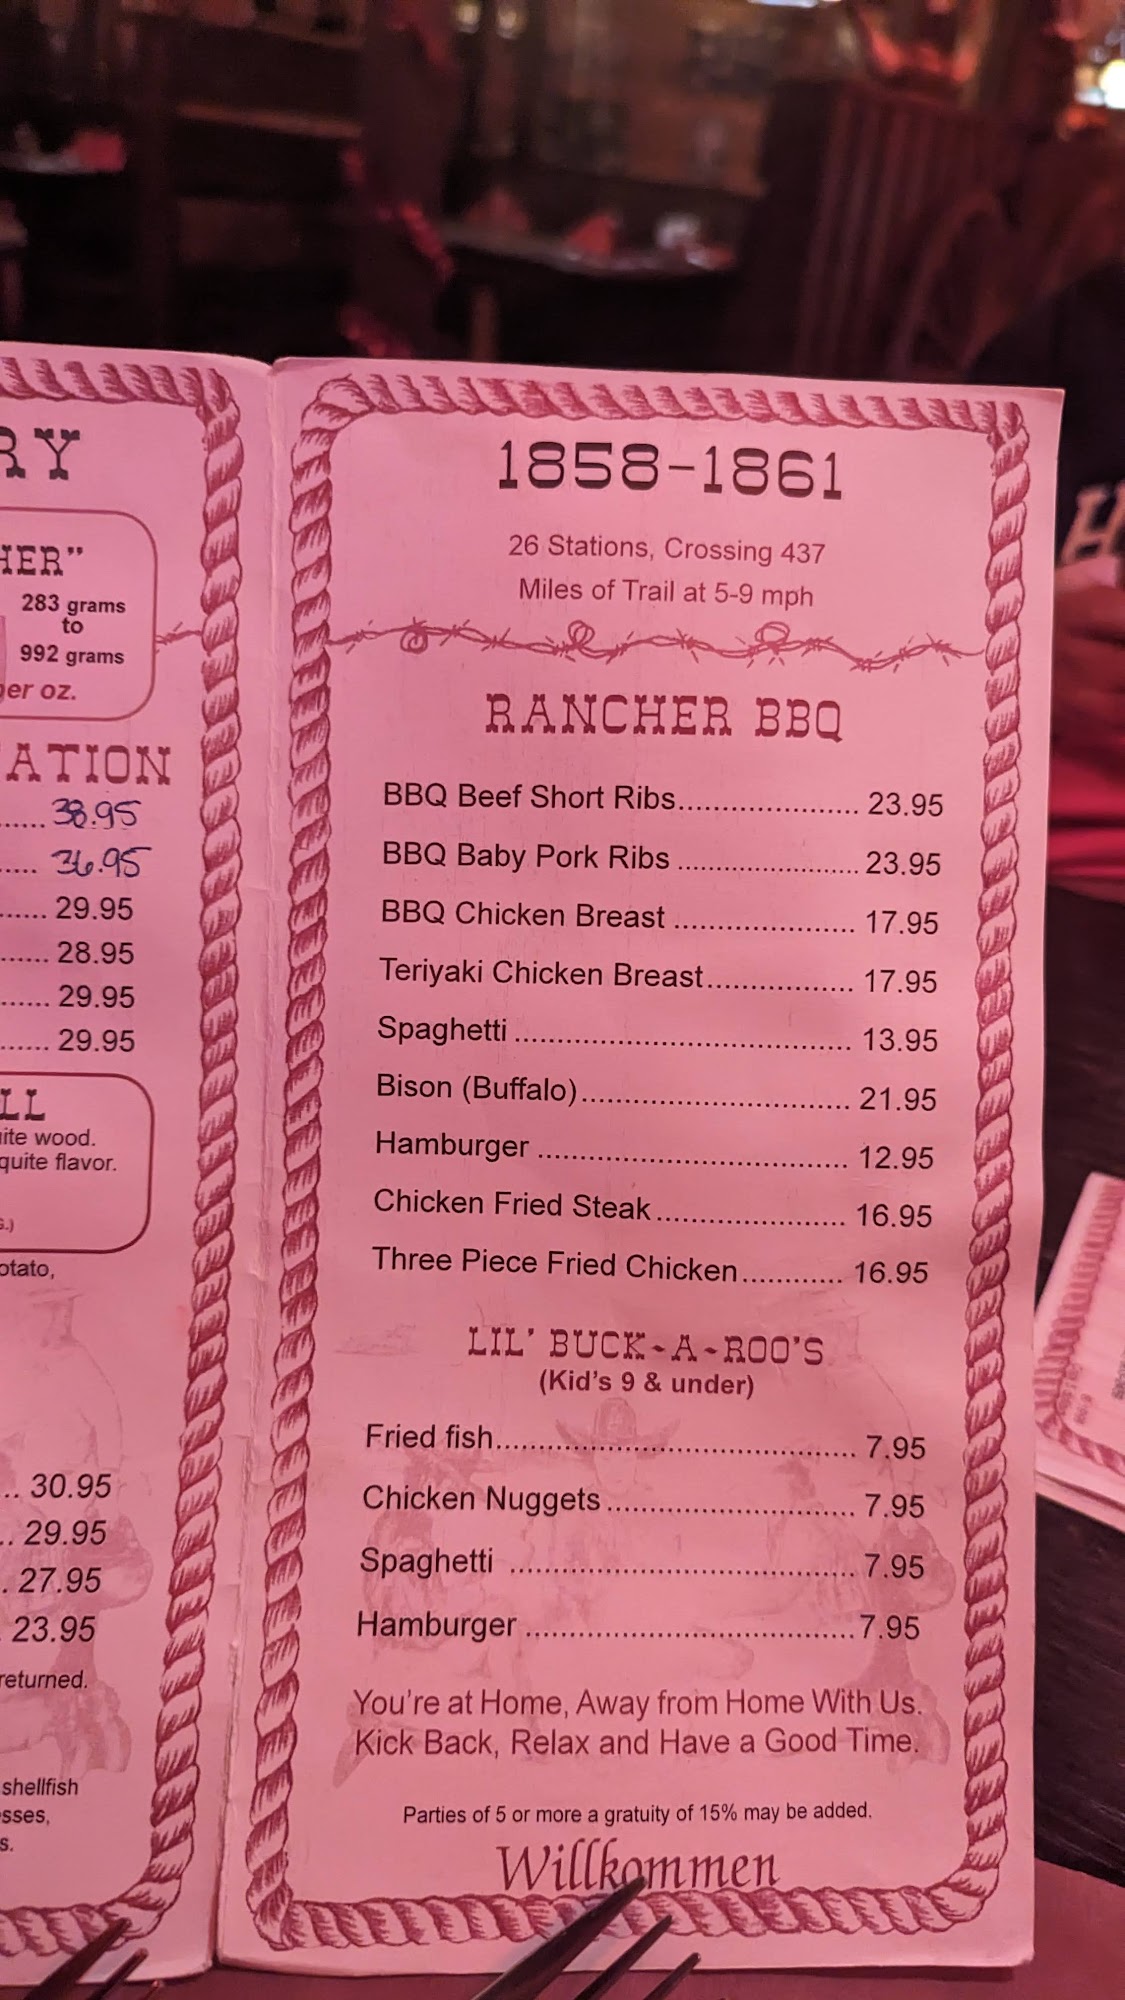 RY
HER"
283 grams
to
992 grams
per oz.
ATION
...... 38.95
..... 36.95
...... 29.95
...... 28.95
...... 29.95
...... 29.95
LL
quite flavor.
otato,
.. 30.95
.. 29.95
. 27.95
. 23.95
returned.
shellfish
1858-1861
26 Stations, Crossing 437
Miles of Trail at 5-9 mph
RANCHER BBQ
BBQ Beef Short Ribs..................... 23.95
BBQ Baby Pork Ribs ...................... 23.95
BBQ Chicken Breast ...................... 17.95
Teriyaki Chicken Breast.................. 17.95
Spaghetti ........................................ 13.95
Bison (Buffalo)................................ 21.95
Hamburger ..................................... 12.95
Chicken Fried Steak....................... 16.95
Three Piece Fried Chicken............ 16.95
LIL' BUCK-A-ROO'S
(Kid's 9 & under)
Fried fish.......................................... 7.95
Chicken Nuggets............................. 7.95
Spaghetti ......................................... 7.95
Hamburger .......................................7.95
You're at Home, Away from Home With Us.
Kick Back, Relax and Have a Good Time.
Parties of 5 or more a gratuity of 15% may be added.
Willkommen